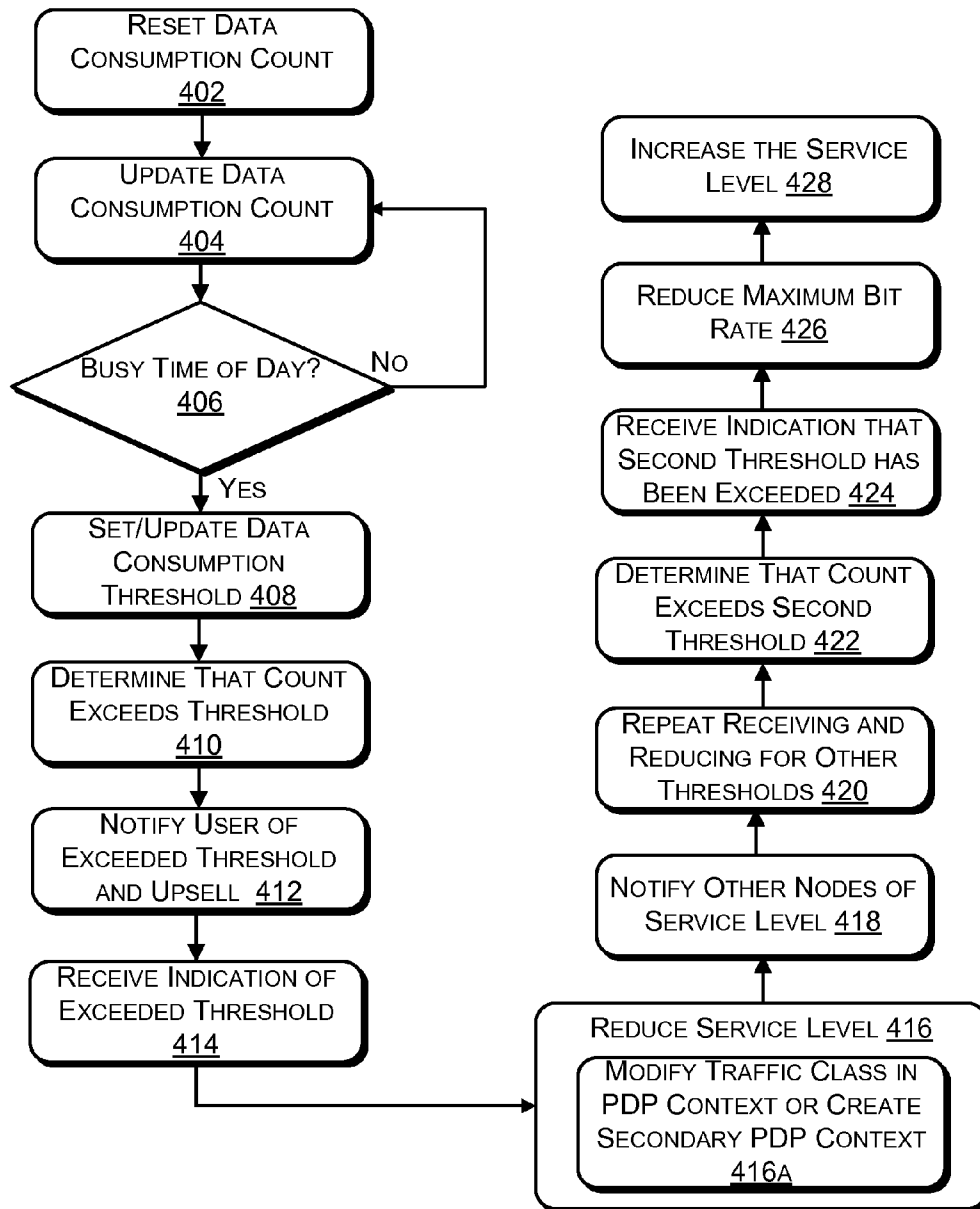 RESET DATA
CONSUMPTION COUNT
402
UPDATE DATA
CONSUMPTION COUNT
404
BUSY TIME OF DAY?
406
NO
YES
SET/UPDATE DATA
CONSUMPTION
THRESHOLD 408
DETERMINE THAT COUNT
EXCEEDS THRESHOLD
410
NOTIFY USER OF
EXCEEDED THRESHOLD
AND UPSELL 412
RECEIVE INDICATION OF
EXCEEDED THRESHOLD
414
REDUCE SERVICE LEVEL 416
MODIFY TRAFFIC CLASS IN
PDP CONTEXT OR CREATE
SECONDARY PDP CONTEXT
416A
NOTIFY OTHER NODES OF
SERVICE LEVEL 418
REPEAT RECEIVING AND
REDUCING FOR OTHER
THRESHOLDS 420
DETERMINE THAT COUNT
EXCEEDS SECOND
THRESHOLD 422
RECEIVE INDICATION THAT
SECOND THRESHOLD HAS
BEEN EXCEEDED 424
REDUCE MAXIMUM BIT
RATE 426
INCREASE THE SERVICE
LEVEL 428